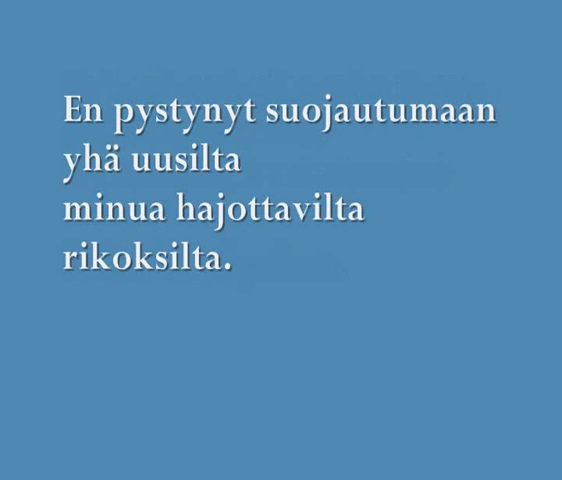 En pystynyt suojautumaan
yhä uusilta
minua hajottavilta
rikoksilta.